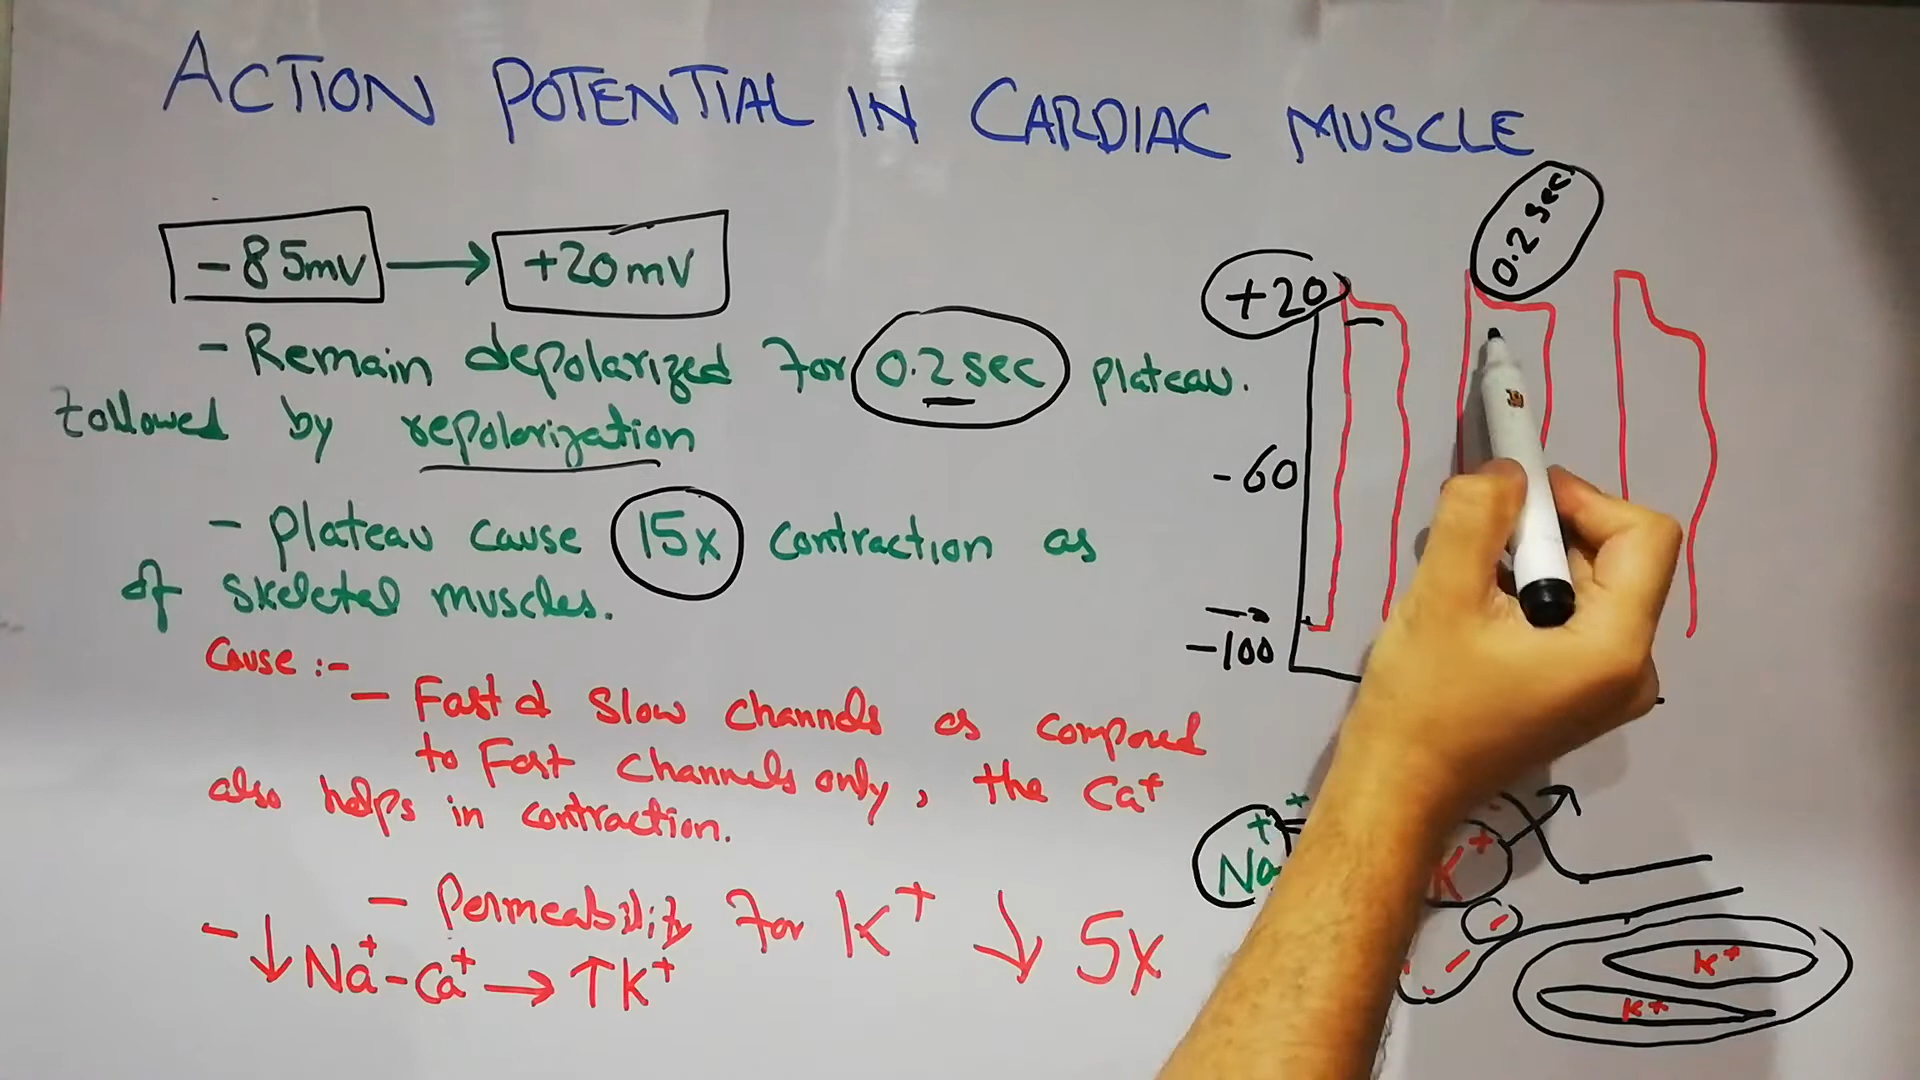 ACTION POTENTIAL IN CARDIAC MUSCLE
-85mV → +20mV
- Remain depolarized for 0.2sec plateau.
followed by repolarization
- plateau cause 15x contraction as
of skeletal muscles.
Cause :-
- Fast & Slow channels as compared
to Fast channels only, the Ca+
also helps in contraction.
- Permeability for K+ ↓ 5x
- ↓ Na+-Ca+ → ↑K+
0.2 sec
+20
-60
-100
Na+
K+
K+
K+